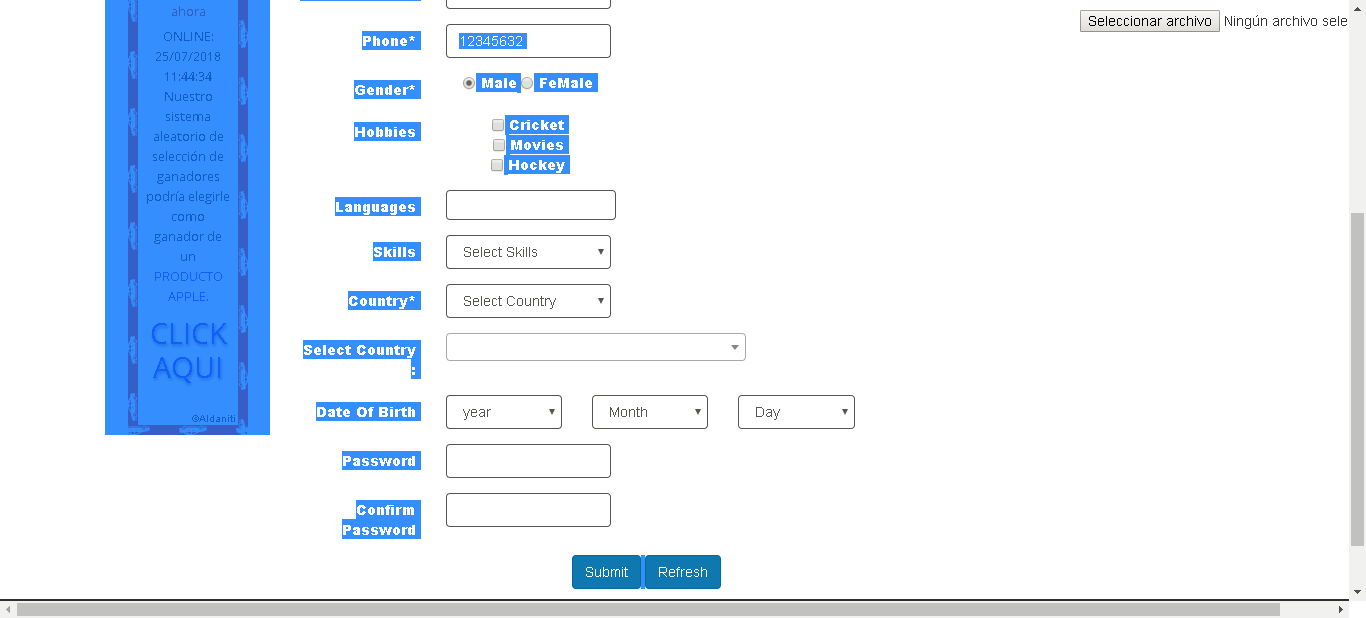 ahora
ONLINE:
25/07/2018
11:44:34
Nuestro
sistema
aleatorio de
selección de
ganadores
podría elegirle
como
ganador de
un
PRODUCTO
APPLE.
CLICK
AQUI
©Aldaniti
Seleccionar archivo Ningún archivo sele
Phone* 12345632
Gender* Male FeMale
Hobbies Cricket
Movies
Hockey
Languages
Skills Select Skills
Country* Select Country
Select Country
:
Date Of Birth year Month Day
Password
Confirm
Password
Submit Refresh